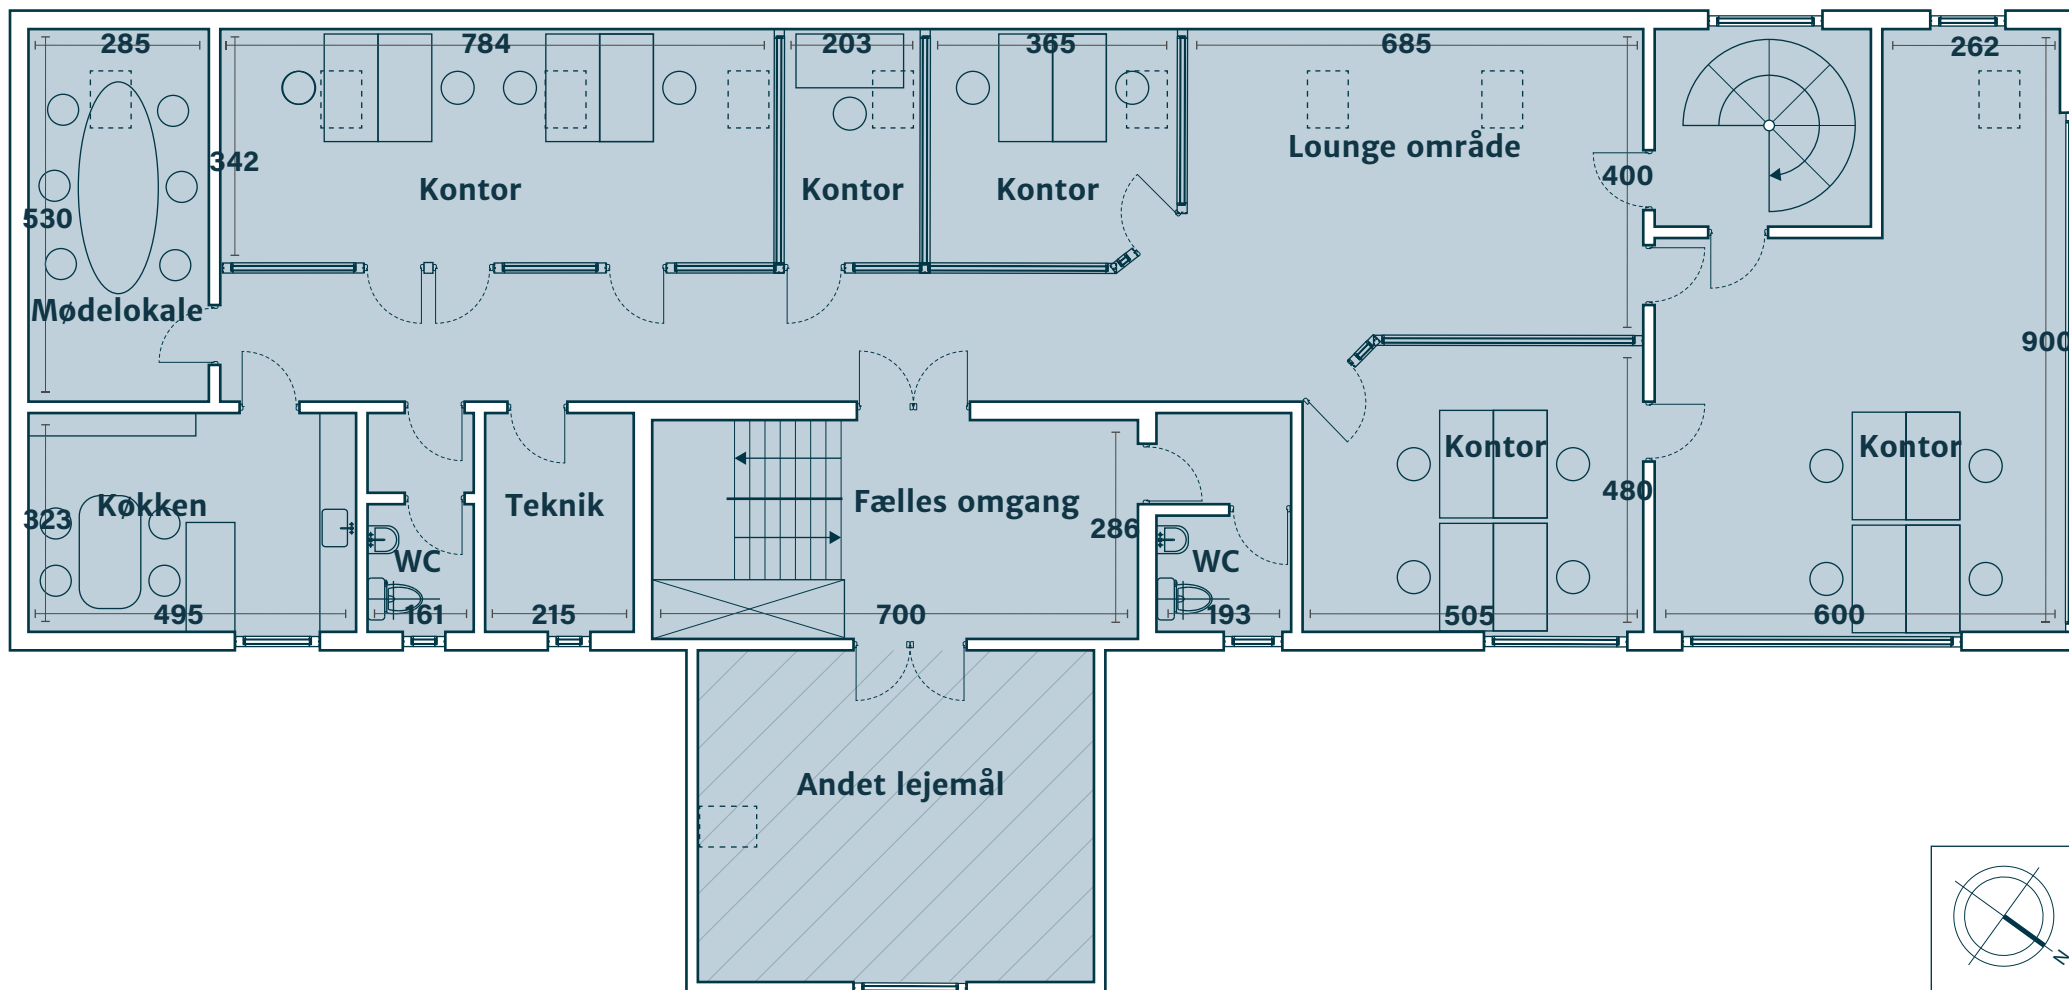 285
784
203
365
685
262
Lounge område
342
Kontor
Kontor
Kontor
400
530
Mødelokale
900
Kontor
Kontor
480
Køkken
Teknik
Fælles omgang
323
286
WC
WC
495
161
215
700
193
505
600
Andet lejemål
N